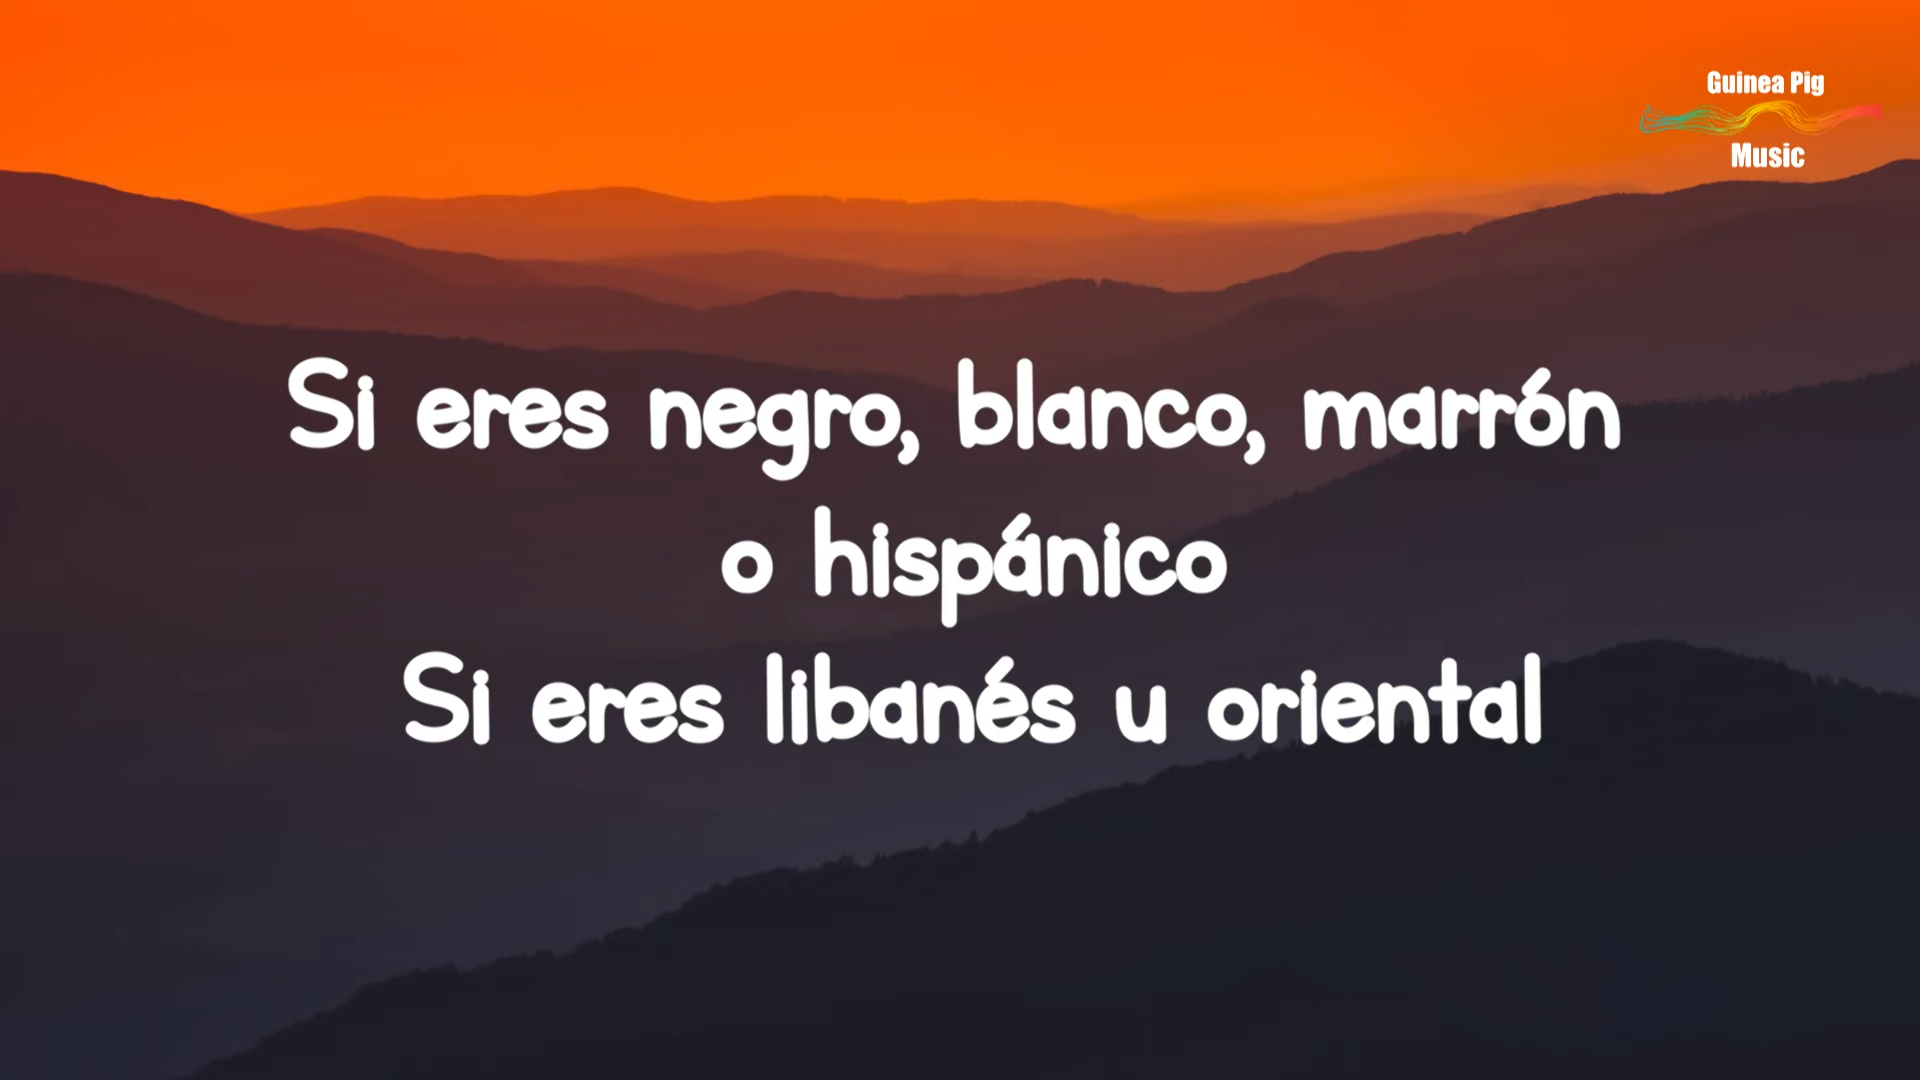 Guinea Pig
Music
Si eres negro, blanco, marrón
o hispánico
Si eres libanés u oriental